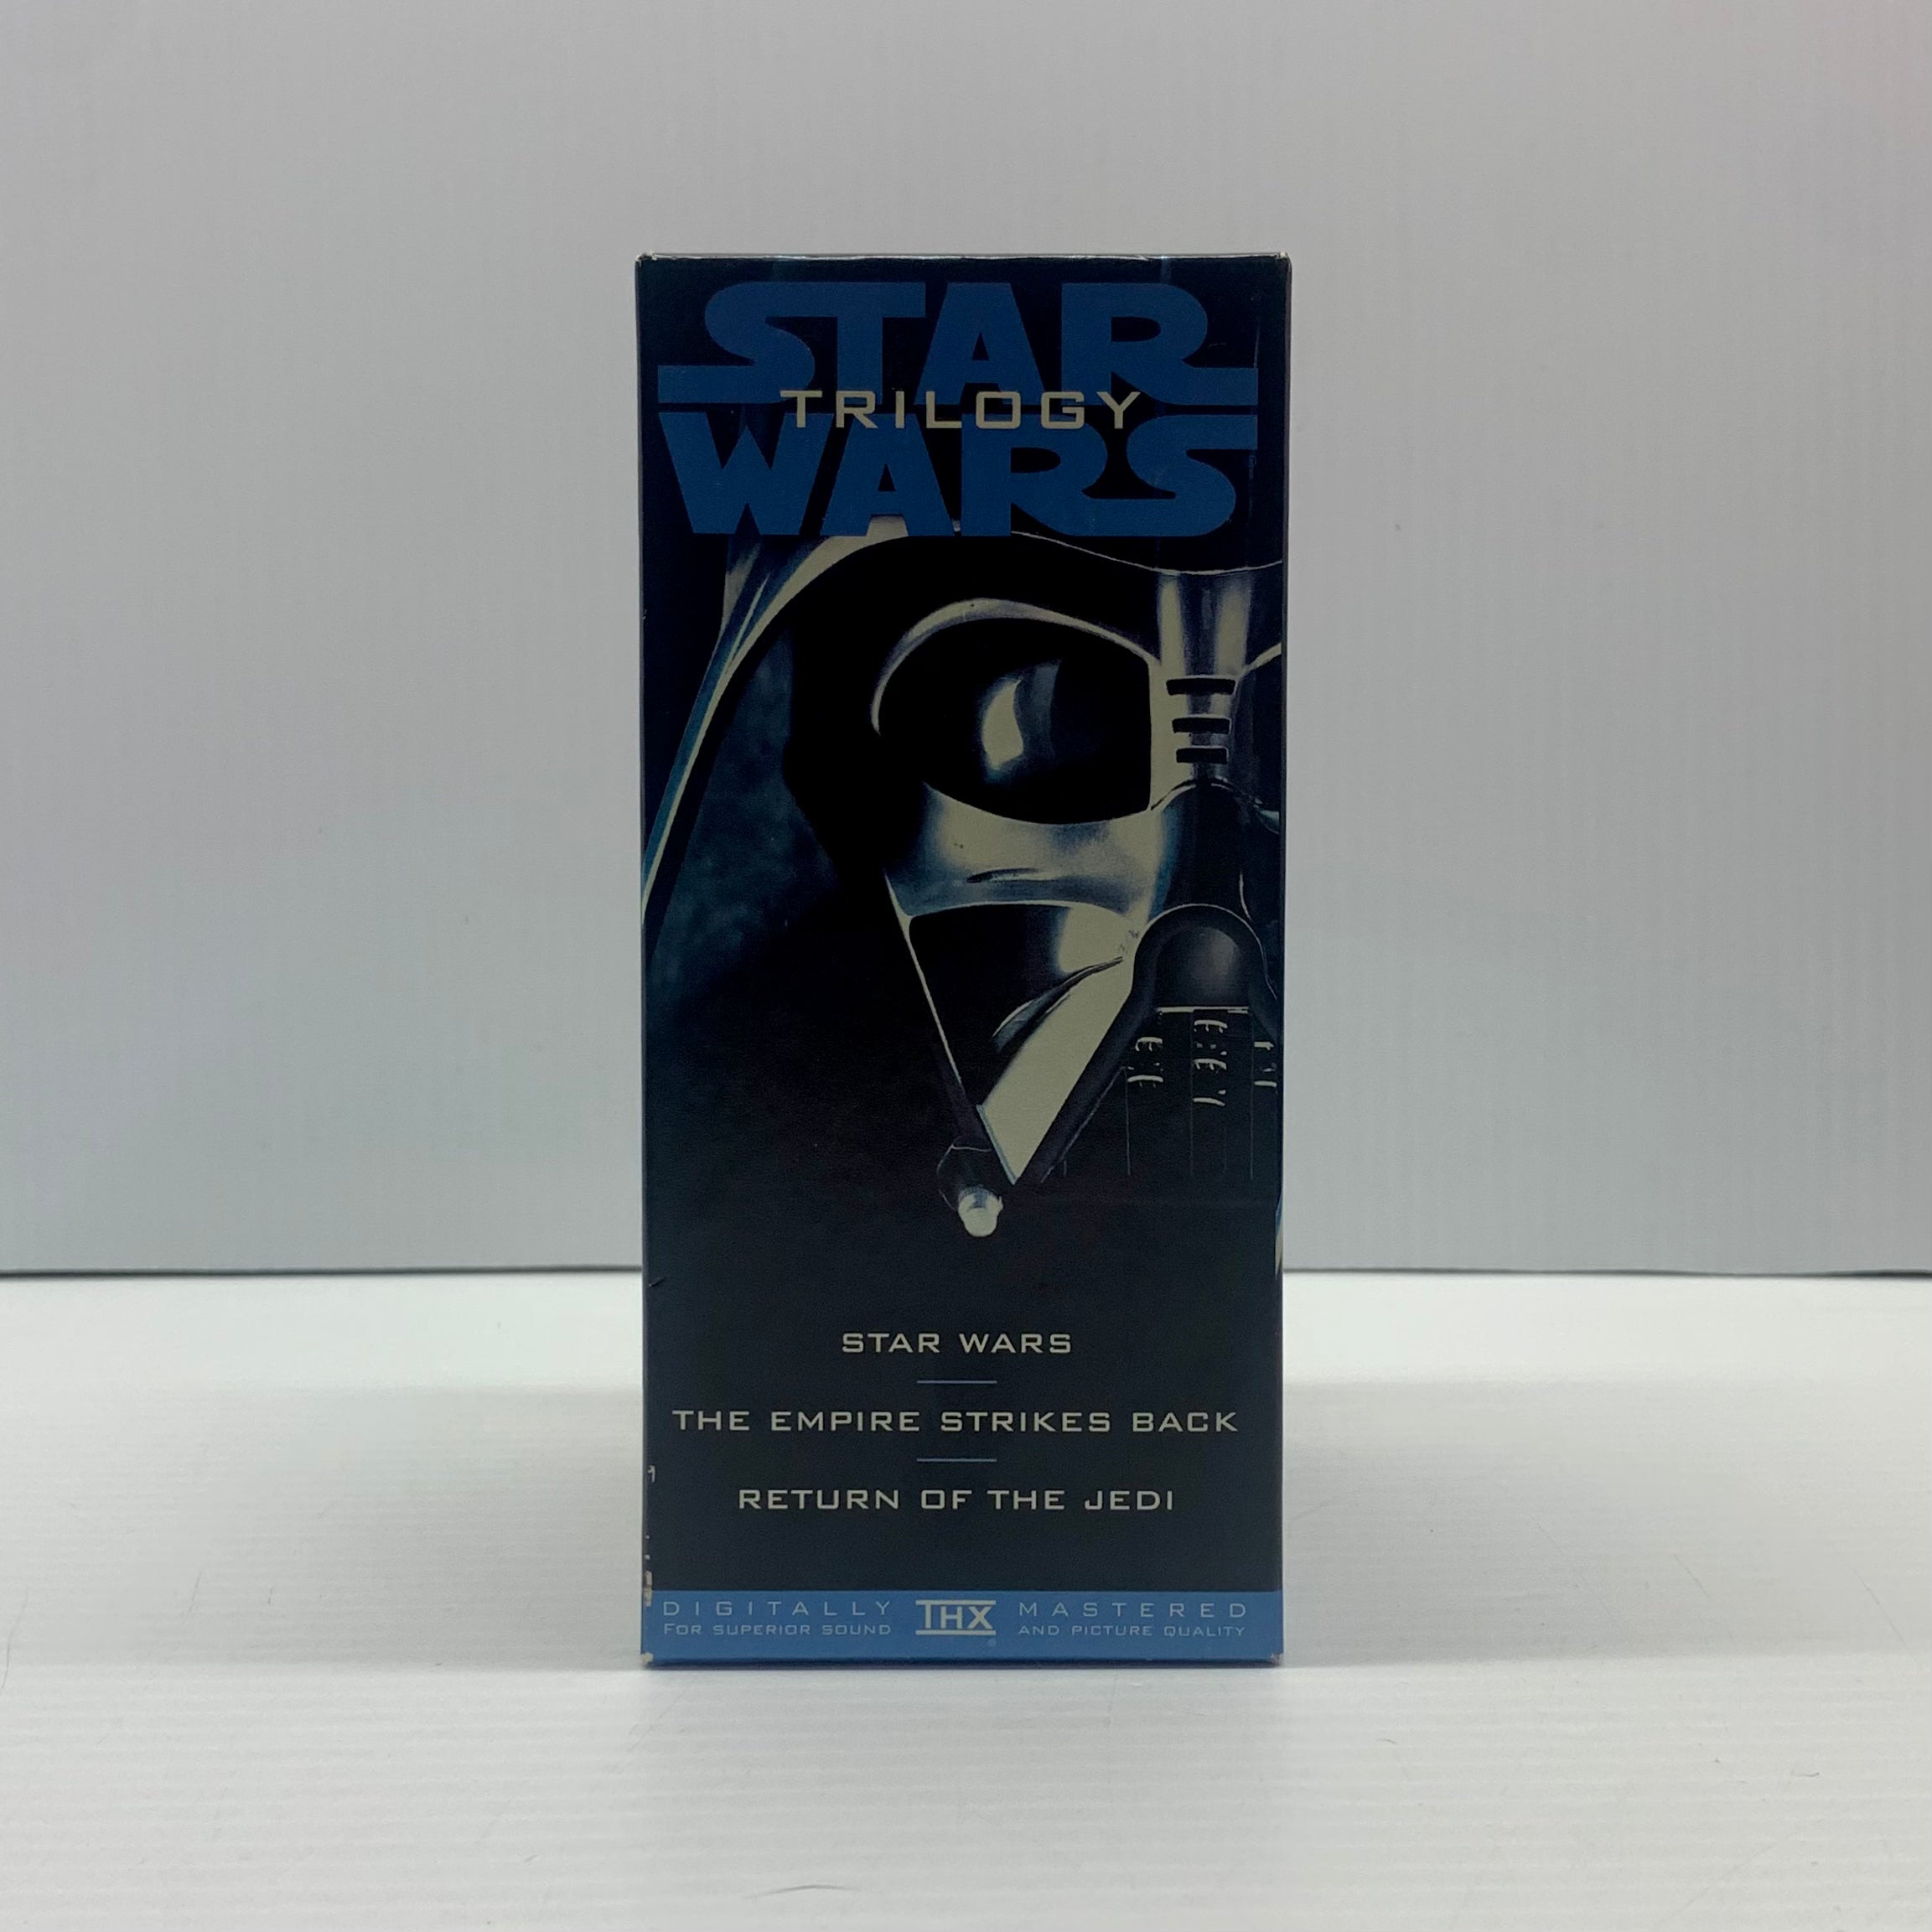 STAR
TRILOGY
WARS
STAR WARS
THE EMPIRE STRIKES BACK
RETURN OF THE JEDI
DIGITALLY THX MASTERED
FOR SUPERIOR SOUND AND PICTURE QUALITY